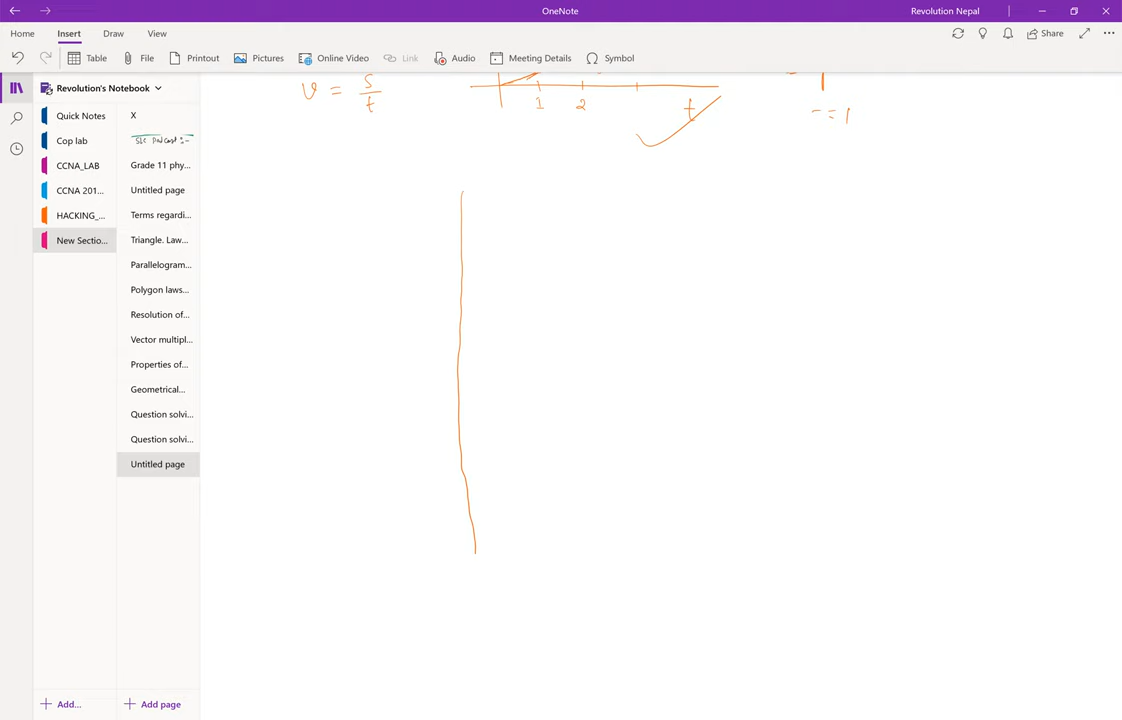 OneNote
Revolution Nepal
Home Insert Draw View
Share
Table File Printout Pictures Online Video Link Audio Meeting Details Symbol
Revolution's Notebook
Quick Notes
Cop lab
CCNA_LAB
CCNA 201...
HACKING_...
New Sectio...
X
Grade 11 phy...
Untitled page
Terms regardi...
Triangle. Law...
Parallelogram...
Polygon laws...
Resolution of...
Vector multipl...
Properties of...
Geometrical...
Question solvi...
Question solvi...
Untitled page
Add...
Add page
v = s/t
1 2 t